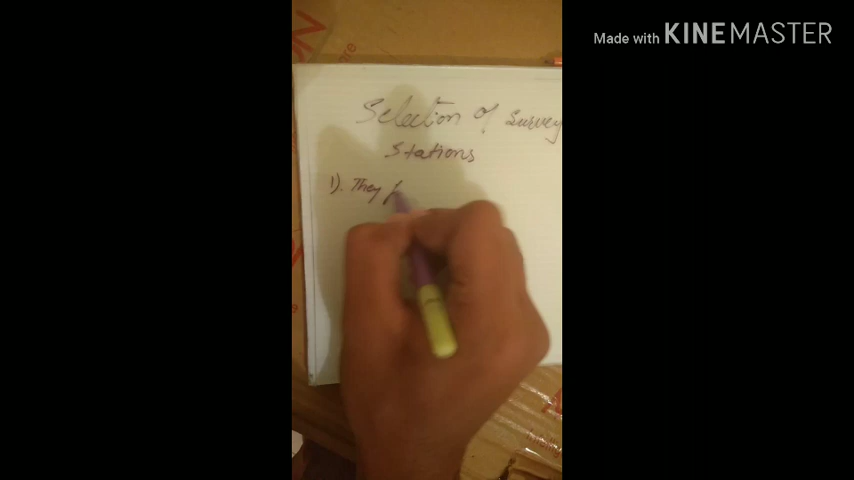 Made with KINEMASTER
Selection of Survey
Stations
1). They